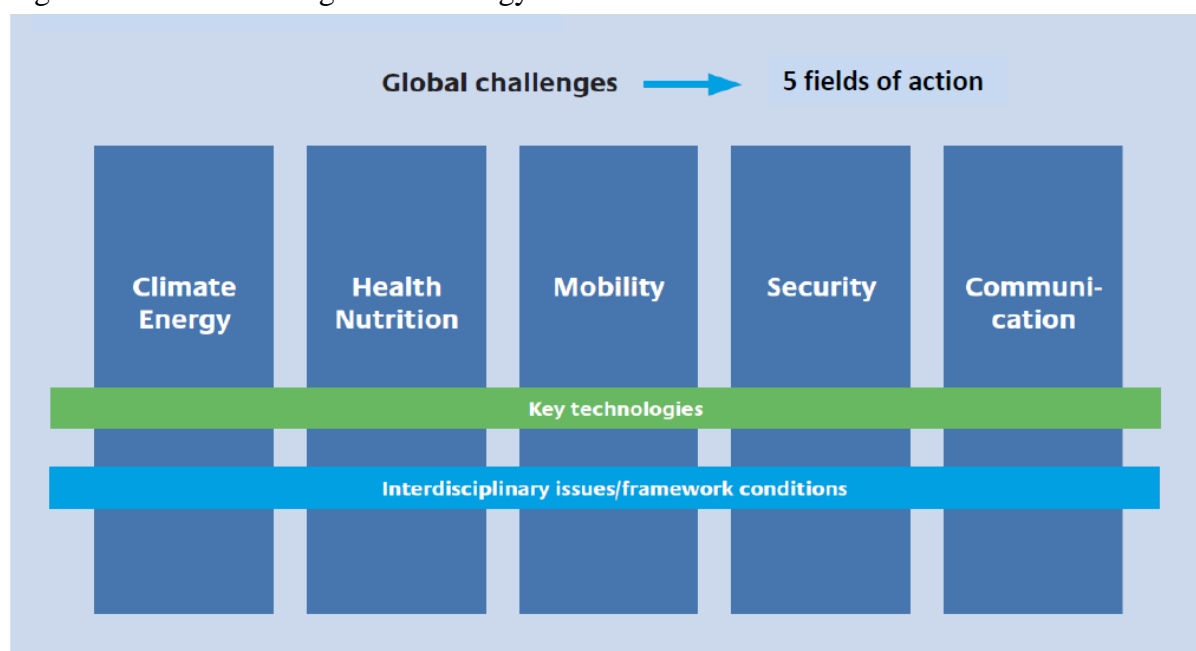 Global challenges 5 fields of action
Climate Energy
Health Nutrition
Mobility
Security
Communi-
cation
Key technologies
Interdisciplinary issues/framework conditions